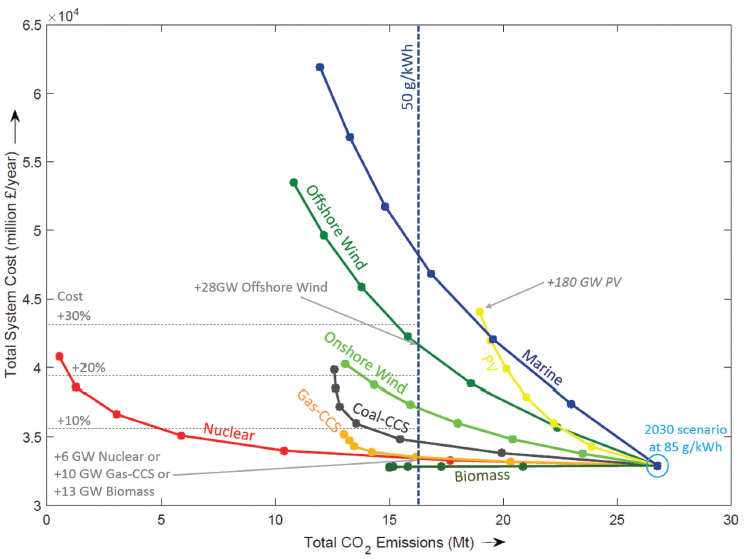 ×10⁴
6.5
6
5.5
5
4.5
4
3.5
3
Total System Cost (million £/year)
50 g/kWh
Offshore Wind
+28GW Offshore Wind
+180 GW PV
Cost
+30%
+20%
+10%
Onshore Wind
PV
Marine
Gas-CCS
Coal-CCS
Nuclear
Biomass
2030 scenario
at 85 g/kWh
+6 GW Nuclear or
+10 GW Gas-CCS or
+13 GW Biomass
0 5 10 15 20 25 30
Total CO₂ Emissions (Mt)